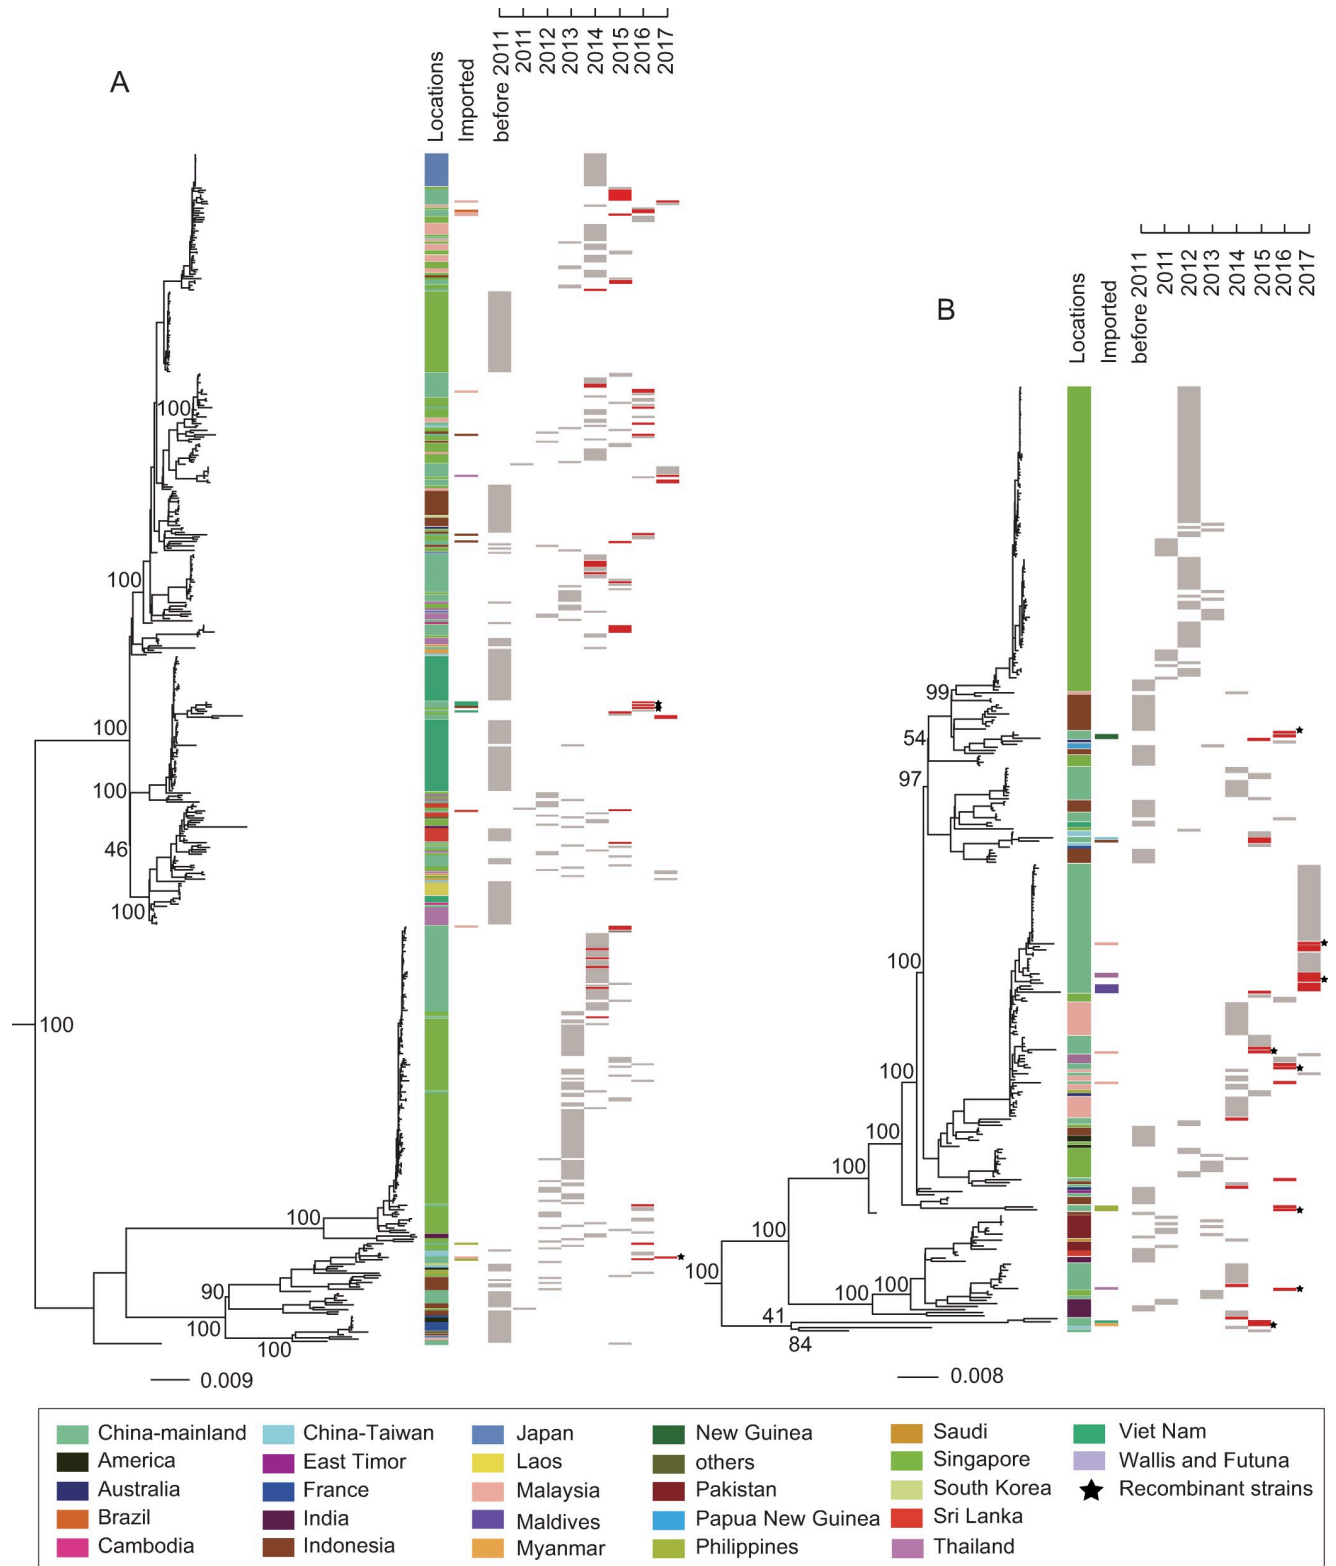 A
Locations
Imported
before 2011
2011
2012
2013
2014
2015
2016
2017
100
100
100
100
46
100
100
100
90
100
100
0.009
B
Locations
Imported
before 2011
2011
2012
2013
2014
2015
2016
2017
99
54
97
100
100
100
100
100
100
100
100
41
84
0.008
China-mainland
America
Australia
Brazil
Cambodia
China-Taiwan
East Timor
France
India
Indonesia
Japan
Laos
Malaysia
Maldives
Myanmar
New Guinea
others
Pakistan
Papua New Guinea
Philippines
Saudi
Singapore
South Korea
Sri Lanka
Thailand
Viet Nam
Wallis and Futuna
Recombinant strains